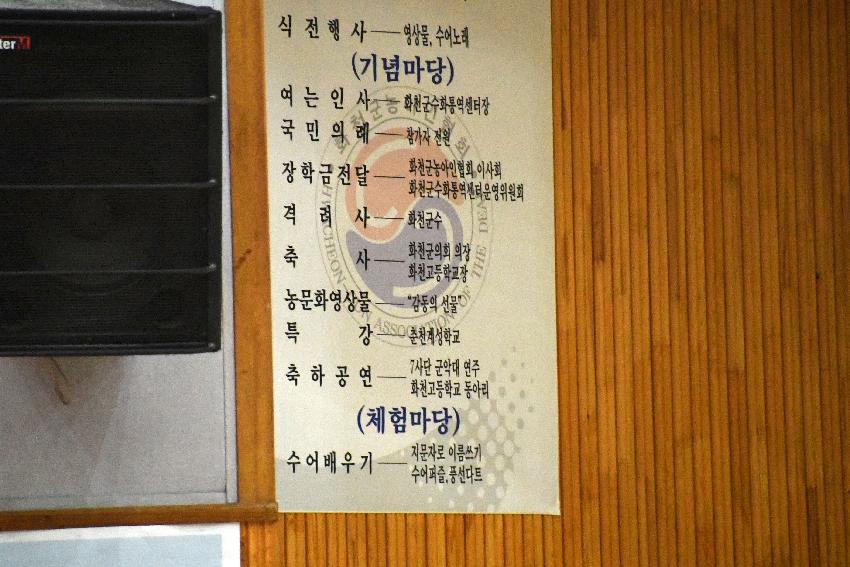 terM
식전행사 — 영상물, 수어노래
(기념마당)
여는인사 — 화천군수화통역센터장
국민의례 — 참가자 전원
장학금전달 — 화천군농아인협회 이사회
화천군수화통역센터운영위원회
격려사 — 화천군수
축사 — 화천군의회 의장
화천고등학교장
농문화영상물 — "감동의 선물"
특강 — 춘천계성학교
축하공연 — 7사단 군악대 연주
화천고등학교 동아리
(체험마당)
수어배우기 — 지문자로 이름쓰기
수어퍼즐, 풍선다트
ASSOCIATION OF THE DEAF